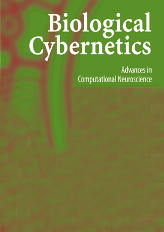 Biological
Cybernetics
Advances in
Computational Neuroscience